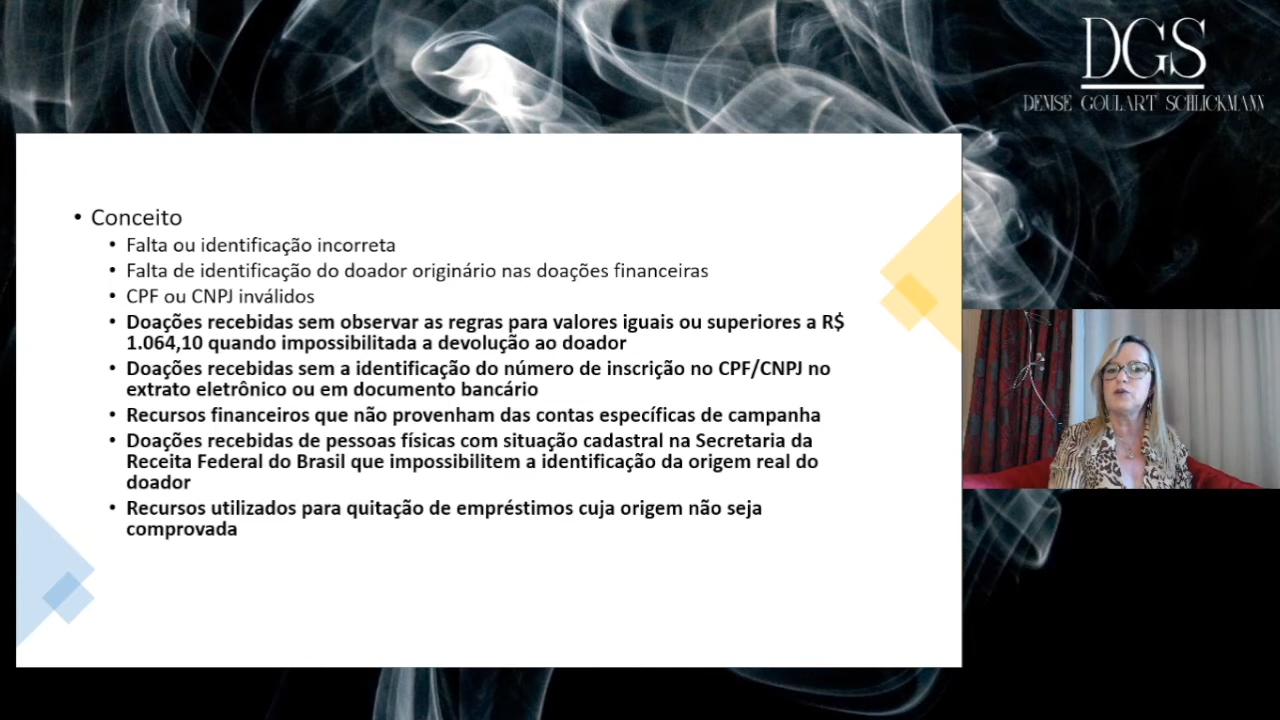 DGS
DENISE GOULART SCHLICKMANN
• Conceito
• Falta ou identificação incorreta
• Falta de identificação do doador originário nas doações financeiras
• CPF ou CNPJ inválidos
• Doações recebidas sem observar as regras para valores iguais ou superiores a R$
1.064,10 quando impossibilitada a devolução ao doador
• Doações recebidas sem a identificação do número de inscrição no CPF/CNPJ no
extrato eletrônico ou em documento bancário
• Recursos financeiros que não provenham das contas específicas de campanha
• Doações recebidas de pessoas físicas com situação cadastral na Secretaria da
Receita Federal do Brasil que impossibilitem a identificação da origem real do
doador
• Recursos utilizados para quitação de empréstimos cuja origem não seja
comprovada